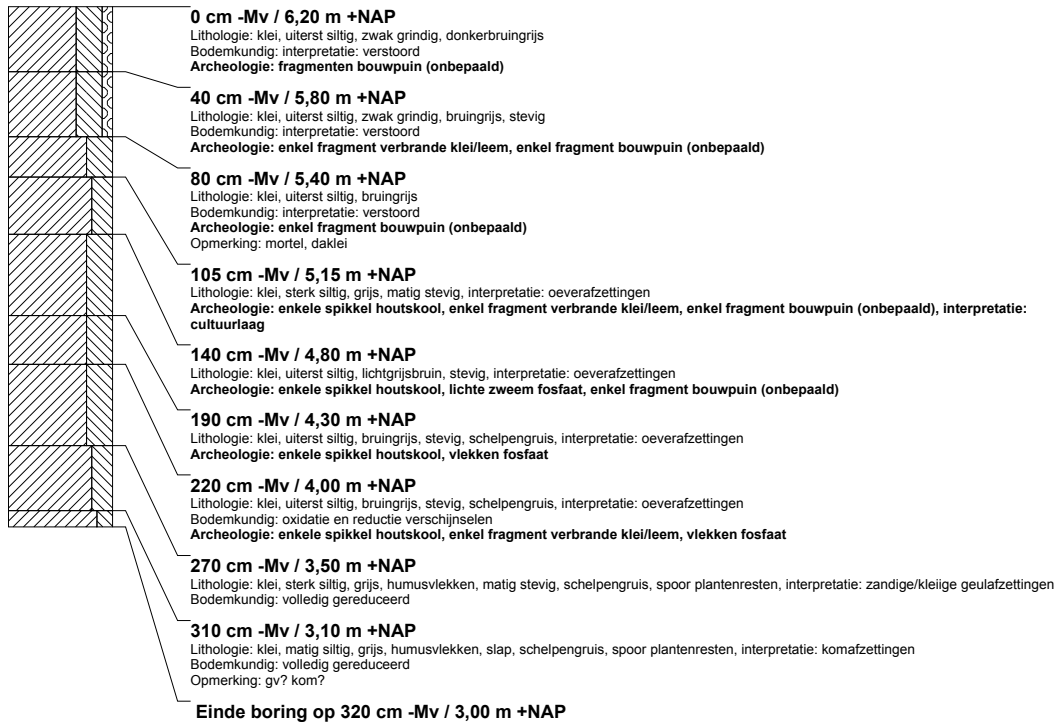 0 cm -Mv / 6,20 m +NAP
Lithologie: klei, uiterst siltig, zwak grindig, donkerbruingrijs
Bodemkundig: interpretatie: verstoord
Archeologie: fragmenten bouwpuin (onbepaald)
40 cm -Mv / 5,80 m +NAP
Lithologie: klei, uiterst siltig, zwak grindig, bruingrijs, stevig
Bodemkundig: interpretatie: verstoord
Archeologie: enkel fragment verbrande klei/leem, enkel fragment bouwpuin (onbepaald)
80 cm -Mv / 5,40 m +NAP
Lithologie: klei, uiterst siltig, bruingrijs
Bodemkundig: interpretatie: verstoord
Archeologie: enkel fragment bouwpuin (onbepaald)
Opmerking: mortel, daklei
105 cm -Mv / 5,15 m +NAP
Lithologie: klei, sterk siltig, grijs, matig stevig, interpretatie: oeverafzettingen
Archeologie: enkele spikkel houtskool, enkel fragment verbrande klei/leem, enkel fragment bouwpuin (onbepaald), interpretatie:
cultuurlaag
140 cm -Mv / 4,80 m +NAP
Lithologie: klei, uiterst siltig, lichtgrijsbruin, stevig, interpretatie: oeverafzettingen
Archeologie: enkele spikkel houtskool, lichte zweem fosfaat, enkel fragment bouwpuin (onbepaald)
190 cm -Mv / 4,30 m +NAP
Lithologie: klei, uiterst siltig, bruingrijs, stevig, schelpengruis, interpretatie: oeverafzettingen
Archeologie: enkele spikkel houtskool, vlekken fosfaat
220 cm -Mv / 4,00 m +NAP
Lithologie: klei, uiterst siltig, bruingrijs, stevig, schelpengruis, interpretatie: oeverafzettingen
Bodemkundig: oxidatie en reductie verschijnselen
Archeologie: enkele spikkel houtskool, enkel fragment verbrande klei/leem, vlekken fosfaat
270 cm -Mv / 3,50 m +NAP
Lithologie: klei, sterk siltig, grijs, humusvlekken, matig stevig, schelpengruis, spoor plantenresten, interpretatie: zandige/kleiige geulafzettingen
Bodemkundig: volledig gereduceerd
310 cm -Mv / 3,10 m +NAP
Lithologie: klei, matig siltig, grijs, humusvlekken, slap, schelpengruis, spoor plantenresten, interpretatie: komafzettingen
Bodemkundig: volledig gereduceerd
Opmerking: gv? kom?
Einde boring op 320 cm -Mv / 3,00 m +NAP